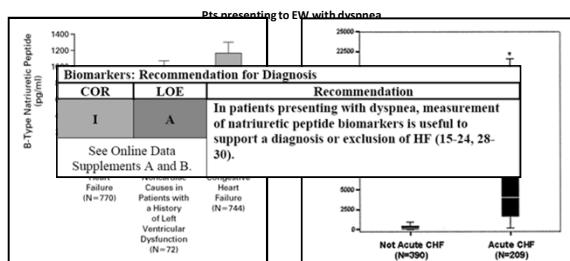 Pts presenting to EW with dyspnea
1400
1200
B-Type Natriuretic Peptide
(pg/ml)
Heart
Failure
(N=770)
Noncardiac
Causes in
Patients with
a History
of Left
Ventricular
Dysfunction
(N=72)
Congestive
Heart
Failure
(N=744)
Biomarkers: Recommendation for Diagnosis
COR LOE Recommendation
I A
In patients presenting with dyspnea, measurement
of natriuretic peptide biomarkers is useful to
support a diagnosis or exclusion of HF (15-24, 28-
30).
See Online Data
Supplements A and B.
25000
22500
*
5000
2500
0
Not Acute CHF
(N=390)
Acute CHF
(N=209)